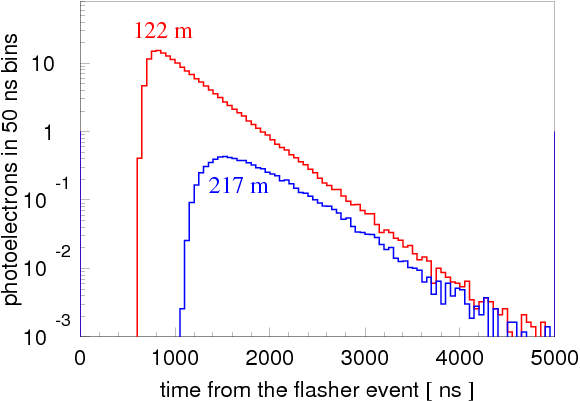 122 m
217 m
photoelectrons in 50 ns bins
10
1
10 -1
10 -2
10 -3
0 1000 2000 3000 4000 5000
time from the flasher event [ ns ]